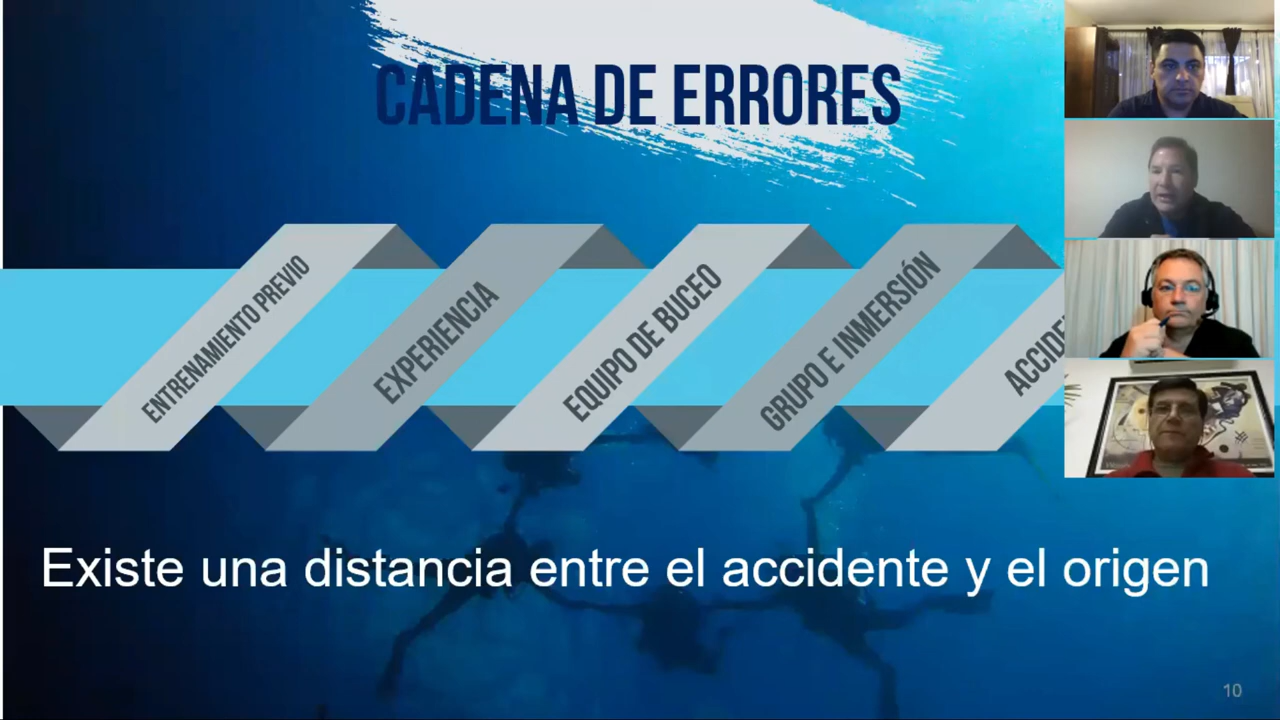 CADENA DE ERRORES
ENTRENAMIENTO PREVIO
EXPERIENCIA
EQUIPO DE BUCEO
GRUPO E INMERSIÓN
Existe una distancia entre el accidente y el origen
10